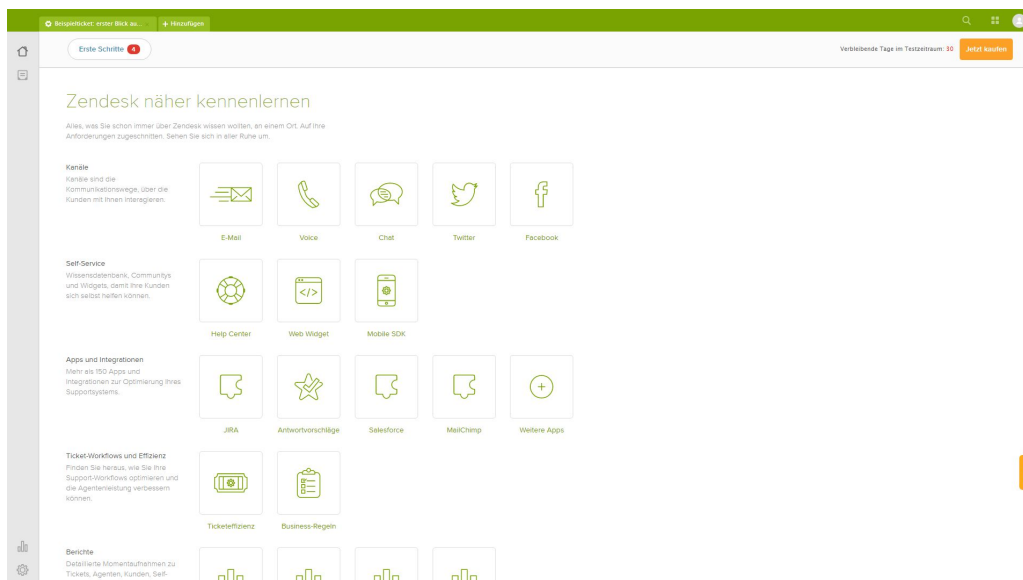 Beispielticket: erster Blick au...
+ Hinzufügen
Erste Schritte 4
Verbleibende Tage im Testzeitraum: 30
Jetzt kaufen
Zendesk näher kennenlernen
Alles, was Sie schon immer über Zendesk wissen wollten, an einem Ort. Auf Ihre
Anforderungen zugeschnitten. Sehen Sie sich in aller Ruhe um.
Kanäle
Kanäle sind die
Kommunikationswege, über die
Kunden mit Ihnen interagieren.
E-Mail
Voice
Chat
Twitter
Facebook
Self-Service
Wissensdatenbank, Communitys
und Widgets, damit Ihre Kunden
sich selbst helfen können.
Help Center
Web Widget
Mobile SDK
Apps und Integrationen
Mehr als 150 Apps und
Integrationen zur Optimierung Ihres
Supportsystems.
JIRA
Antwortvorschläge
Salesforce
MailChimp
Weitere Apps
Ticket-Workflows und Effizienz
Finden Sie heraus, wie Sie Ihre
Support-Workflows optimieren und
die Agentenleistung verbessern
können.
Ticketeffizienz
Business-Regeln
Berichte
Detaillierte Momentaufnahmen zu
Tickets, Agenten, Kunden, Self-